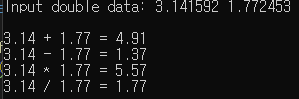 Input double data: 3.141592 1.772453
3.14 + 1.77 = 4.91
3.14 - 1.77 = 1.37
3.14 * 1.77 = 5.57
3.14 / 1.77 = 1.77